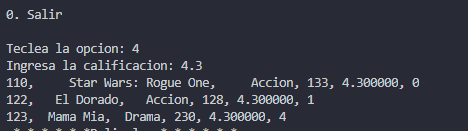 0. Salir
Teclea la opcion: 4
Ingresa la calificacion: 4.3
110, Star Wars: Rogue One, Accion, 133, 4.300000, 0
122, El Dorado, Accion, 128, 4.300000, 1
123, Mama Mia, Drama, 230, 4.300000, 4